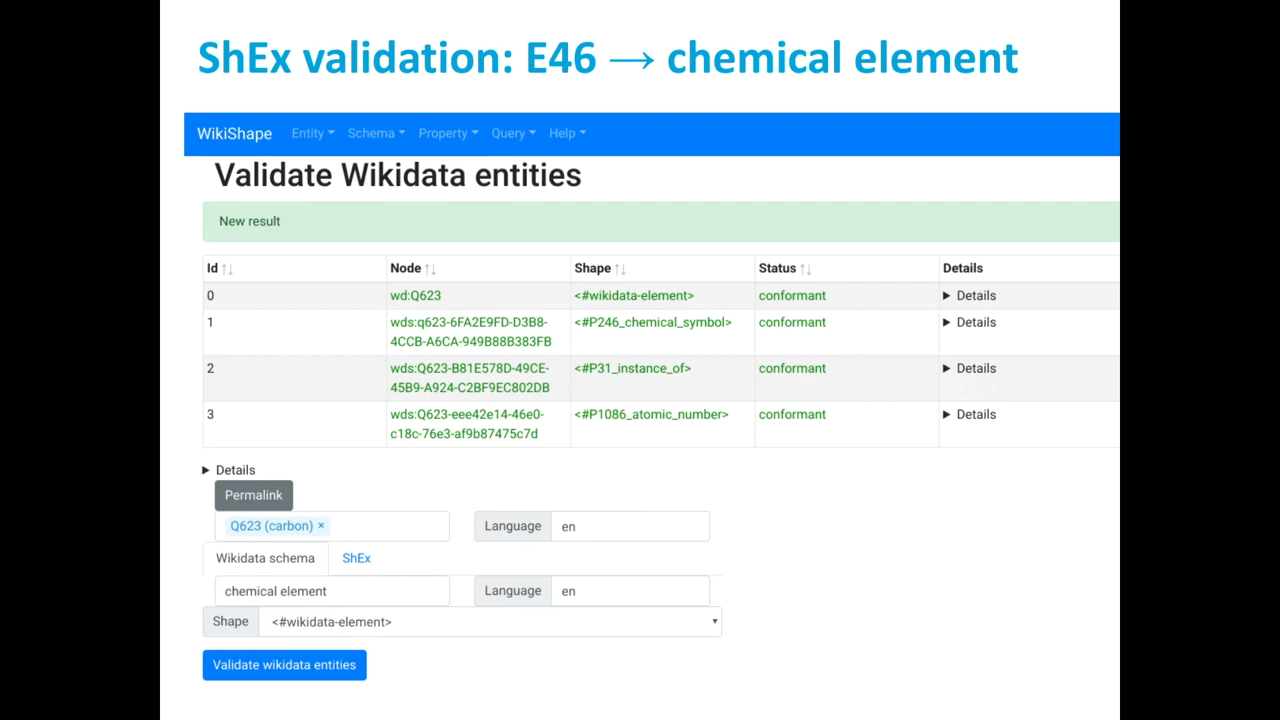 ShEx validation: E46 → chemical element
WikiShape Entity Schema Property Query Help
Validate Wikidata entities
New result
Id Node Shape Status Details
0 wd:Q623 <#wikidata-element> conformant Details
1 wds:q623-6FA2E9FD-D3B8- <#P246_chemical_symbol> conformant Details
4CCB-A6CA-949B88B383FB
2 wds:Q623-B81E578D-49CE- <#P31_instance_of> conformant Details
45B9-A924-C2BF9EC802DB
3 wds:Q623-eee42e14-46e0- <#P1086_atomic_number> conformant Details
c18c-76e3-af9b87475c7d
Details
Permalink
Q623 (carbon) × Language en
Wikidata schema ShEx
chemical element Language en
Shape <#wikidata-element>
Validate wikidata entities